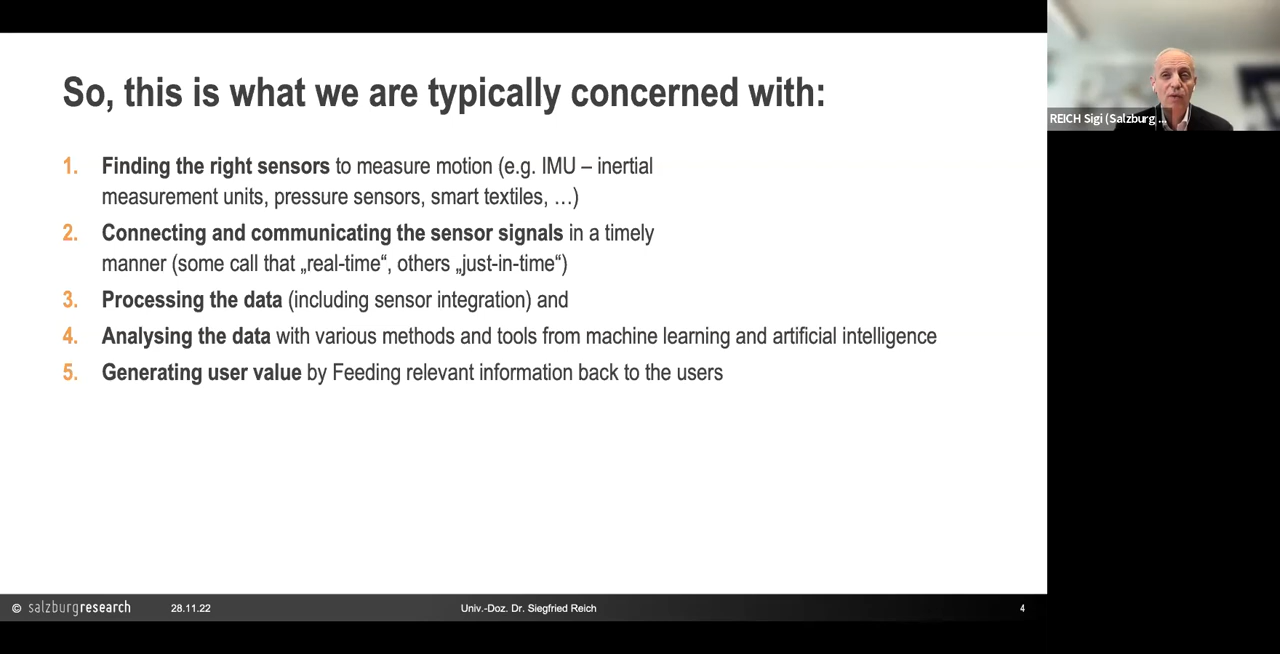 So, this is what we are typically concerned with:
1. Finding the right sensors to measure motion (e.g. IMU – inertial
measurement units, pressure sensors, smart textiles, …)
2. Connecting and communicating the sensor signals in a timely
manner (some call that „real-time“, others „just-in-time“)
3. Processing the data (including sensor integration) and
4. Analysing the data with various methods and tools from machine learning and artificial intelligence
5. Generating user value by Feeding relevant information back to the users
© salzburgresearch
28.11.22
Univ.-Doz. Dr. Siegfried Reich
4
REICH Sigi (Salzburg ...